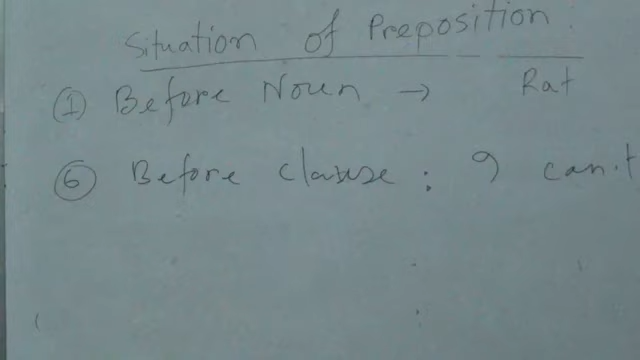 Situation of Preposition.
① Before Noun → Rat
⑥ Before clause : I can't